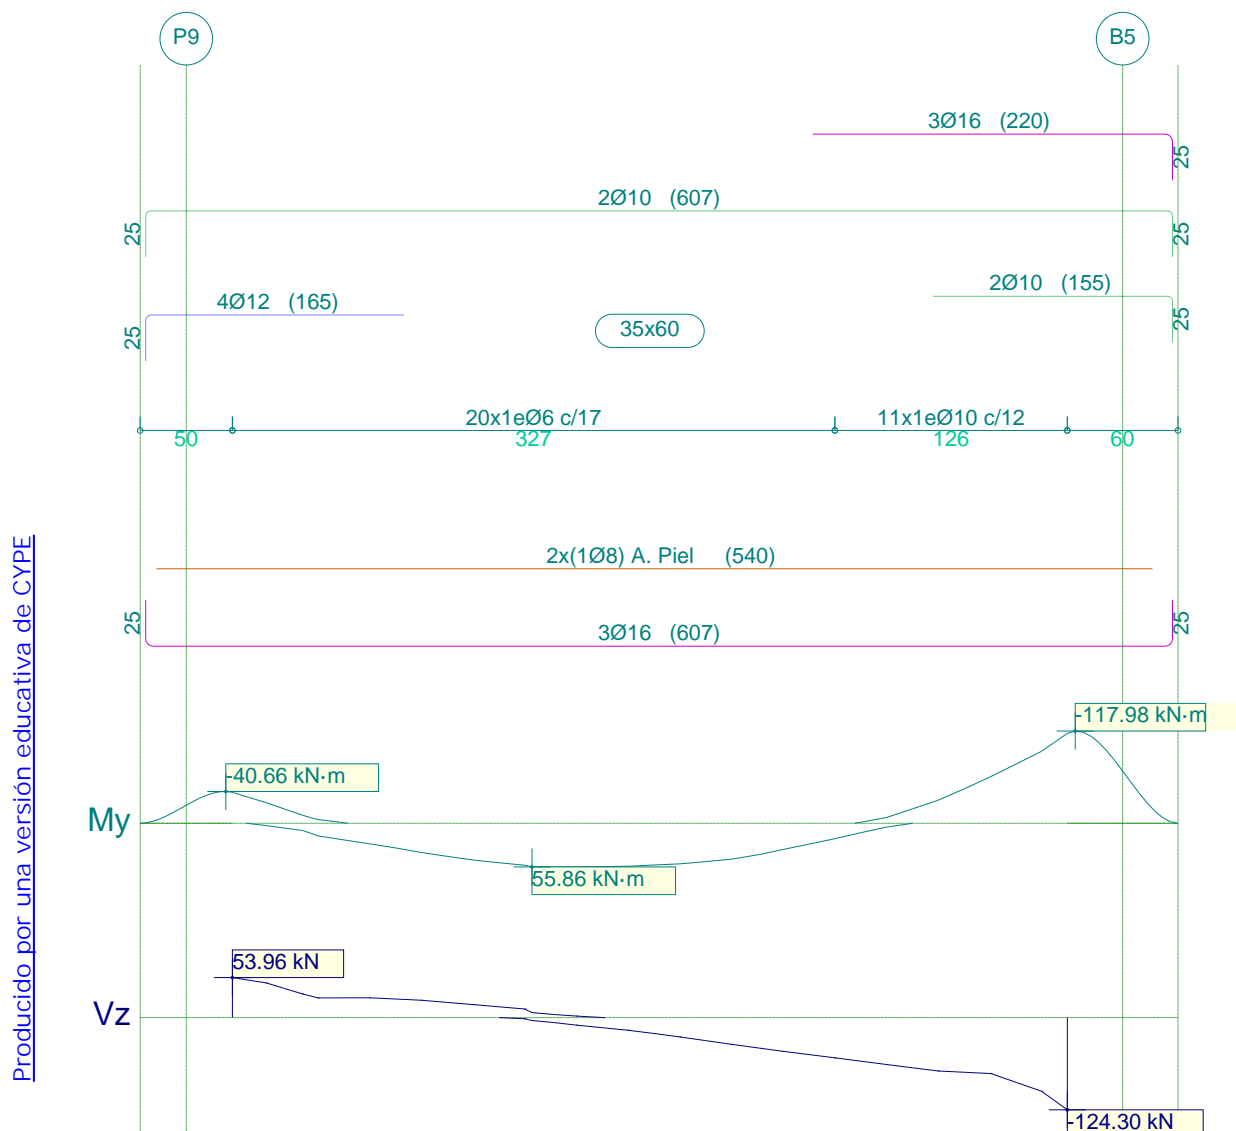 P9
B5
3Ø16 (220)
25
2Ø10 (607)
25
25
4Ø12 (165)
25
2Ø10 (155)
25
35x60
20x1eØ6 c/17
11x1eØ10 c/12
50
327
126
60
2x(1Ø8) A. Piel (540)
25
3Ø16 (607)
25
Producido por una versión educativa de CYPE
-117.98 kN·m
-40.66 kN·m
My
55.86 kN·m
53.96 kN
Vz
-124.30 kN